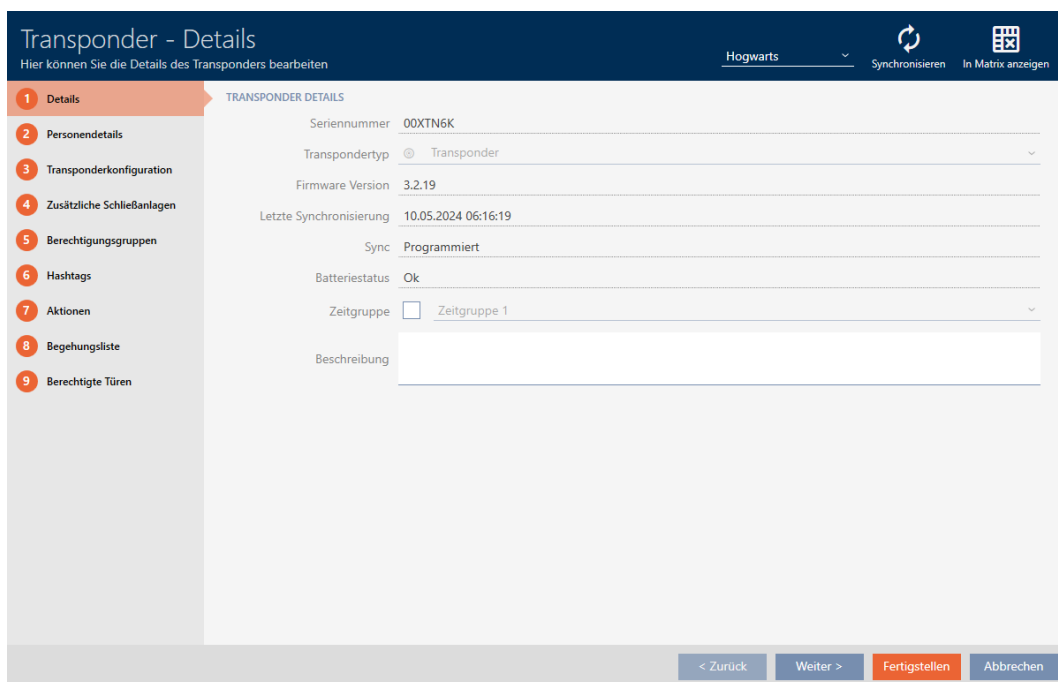 Transponder - Details
Hier können Sie die Details des Transponders bearbeiten
Hogwarts
Synchronisieren
In Matrix anzeigen
1 Details
2 Personendetails
3 Transponderkonfiguration
4 Zusätzliche Schließanlagen
5 Berechtigungsgruppen
6 Hashtags
7 Aktionen
8 Begehungsliste
9 Berechtigte Türen
TRANSPONDER DETAILS
Seriennummer 00XTN6K
Transpondertyp Transponder
Firmware Version 3.2.19
Letzte Synchronisierung 10.05.2024 06:16:19
Sync Programmiert
Batteriestatus Ok
Zeitgruppe Zeitgruppe 1
Beschreibung
< Zurück Weiter > Fertigstellen Abbrechen